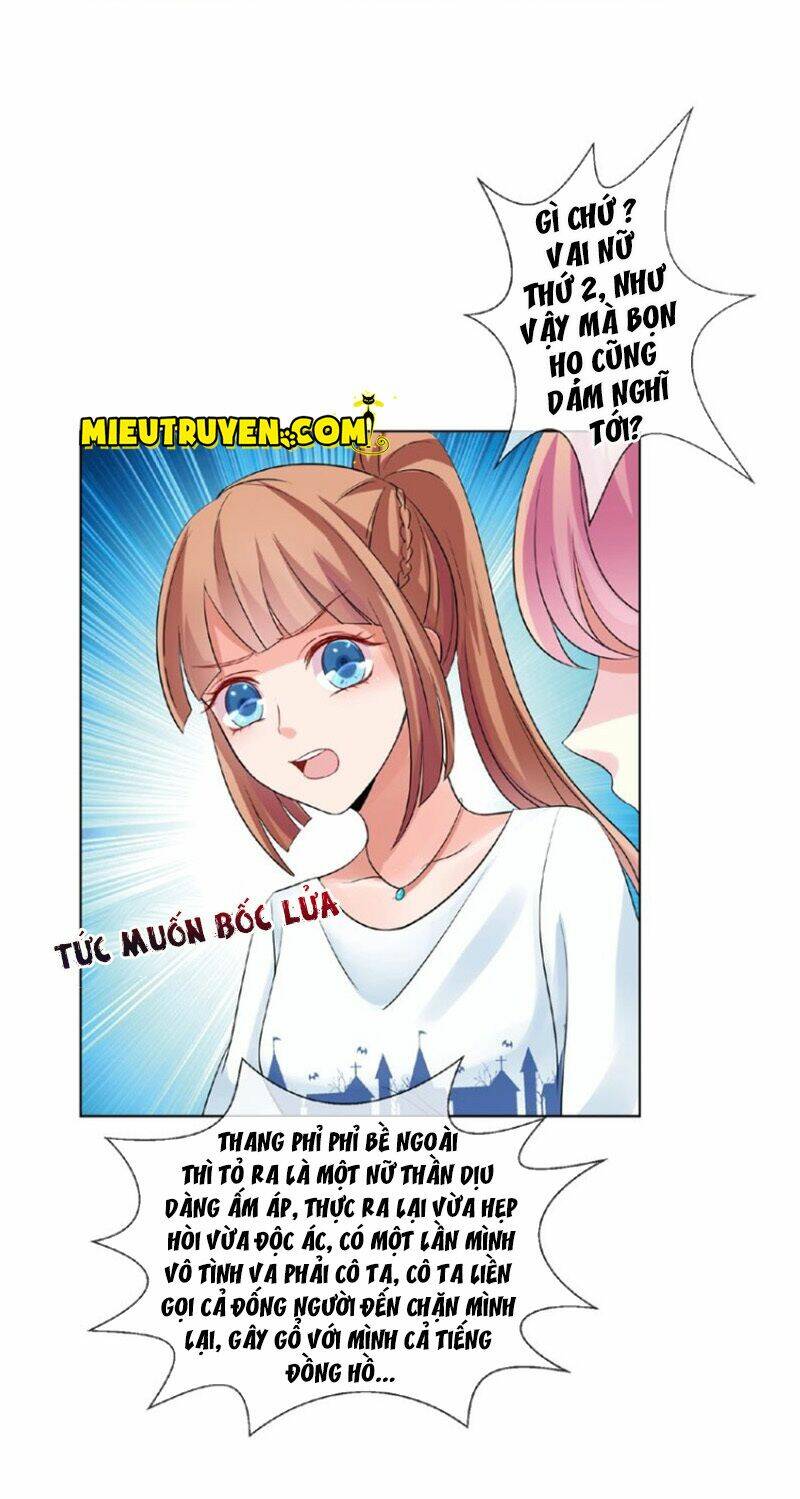 GÌ CHỨ?
VAI NỮ
THỨ 2, NHƯ
VẬY MÀ BỌN
HỌ CŨNG
DÁM NGHĨ
TỚI?
MIEUTRUYEN.COM
TỨC MUỐN BỐC LỬA
THANG PHỈ PHỈ BỀ NGOÀI
THÌ TỎ RA LÀ MỘT NỮ THẦN DỊU
DÀNG ẤM ÁP, THỰC RA LẠI VỪA HẸP
HÒI VỪA ĐỘC ÁC, CÓ MỘT LẦN MÌNH
VÔ TÌNH VA PHẢI CÔ TA, CÔ TA LIỀN
GỌI CẢ ĐỐNG NGƯỜI ĐẾN CHẶN MÌNH
LẠI, GÂY GỔ VỚI MÌNH CẢ TIẾNG
ĐỒNG HỒ...